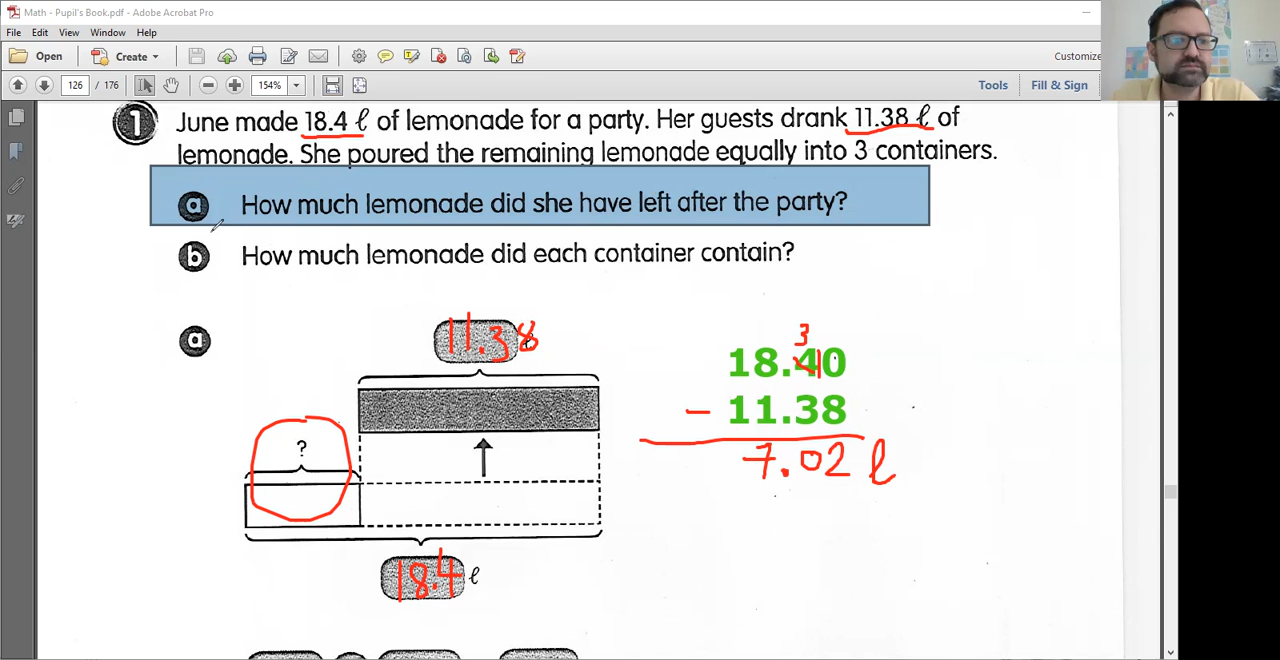 Math - Pupil's Book.pdf - Adobe Acrobat Pro
File Edit View Window Help
Open Create Customize
126 / 176 154% Tools Fill & Sign
1 June made 18.4 ℓ of lemonade for a party. Her guests drank 11.38 ℓ of
lemonade. She poured the remaining lemonade equally into 3 containers.
a How much lemonade did she have left after the party?
b How much lemonade did each container contain?
a
11.38
?
18.4 ℓ
3
18.410
- 11.38
7.02 ℓ